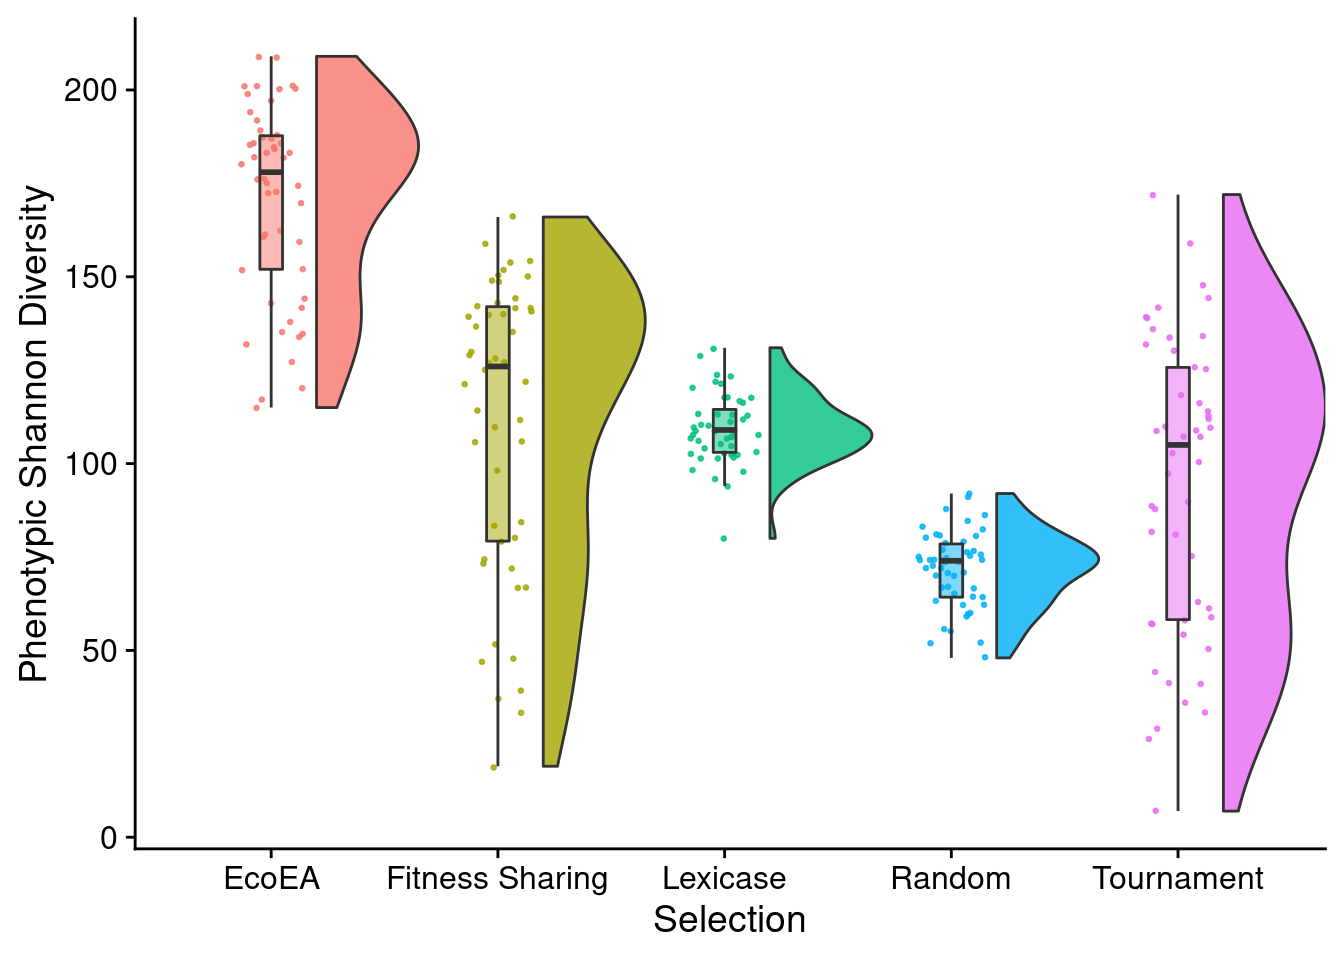 Phenotypic Shannon Diversity
200
150
100
50
0
EcoEA
Fitness Sharing
Lexicase
Random
Tournament
Selection